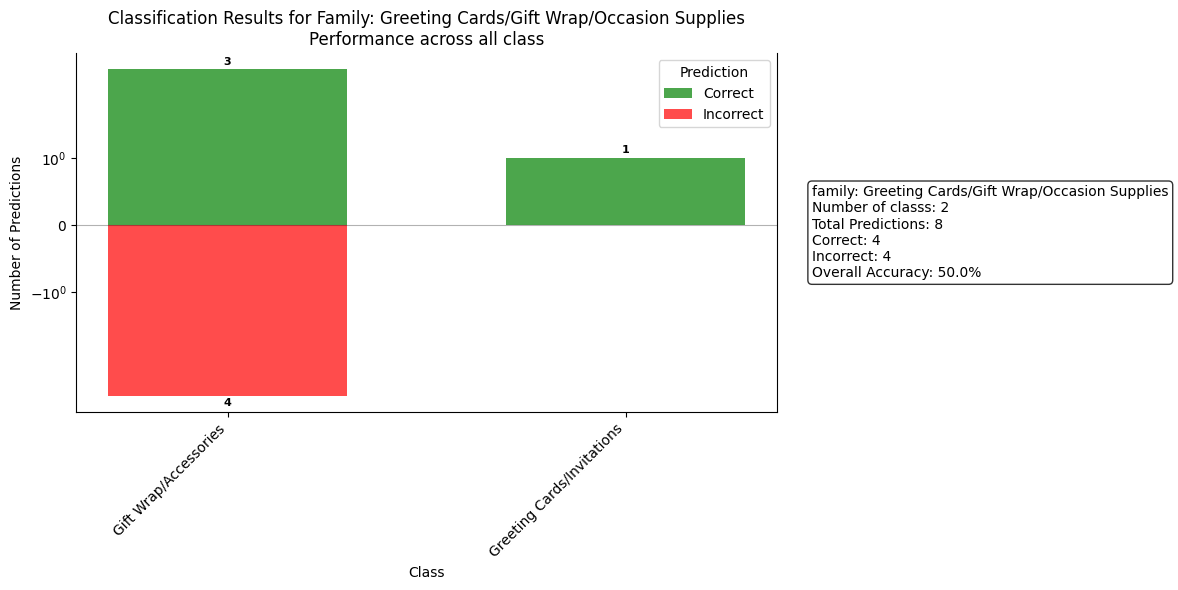 Classification Results for Family: Greeting Cards/Gift Wrap/Occasion Supplies
Performance across all class
Number of Predictions
10⁰
0
−10⁰
3
4
1
Prediction
Correct
Incorrect
Gift Wrap/Accessories
Greeting Cards/Invitations
Class
family: Greeting Cards/Gift Wrap/Occasion Supplies
Number of classs: 2
Total Predictions: 8
Correct: 4
Incorrect: 4
Overall Accuracy: 50.0%